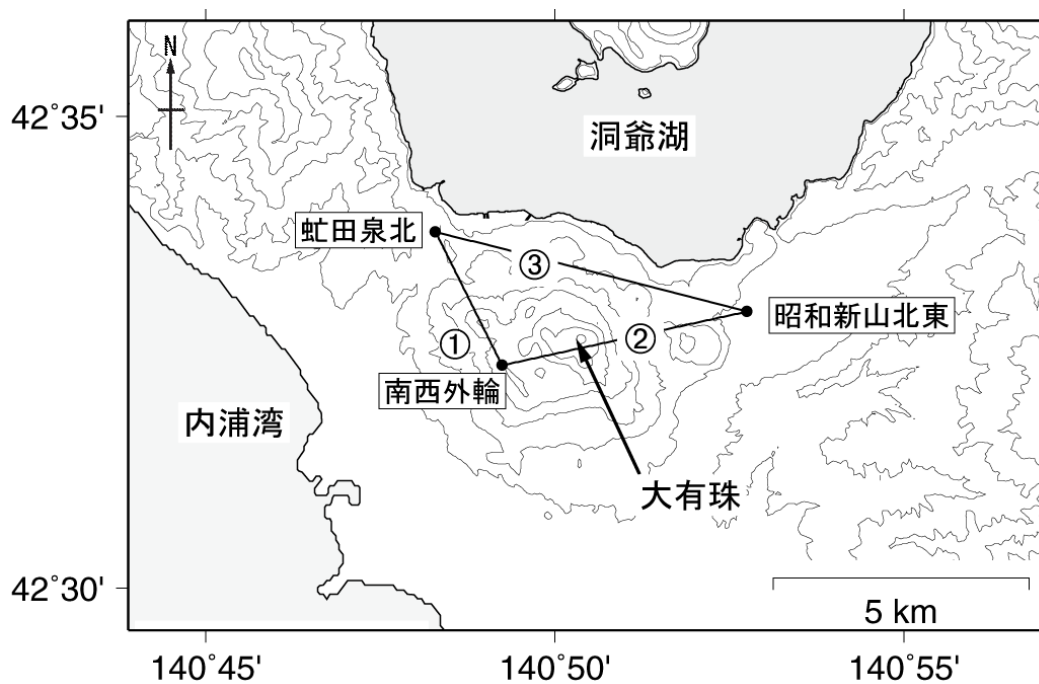 N
42°35'
洞爺湖
虻田泉北
③
昭和新山北東
②
①
南西外輪
内浦湾
大有珠
42°30'
5 km
140°45'
140°50'
140°55'